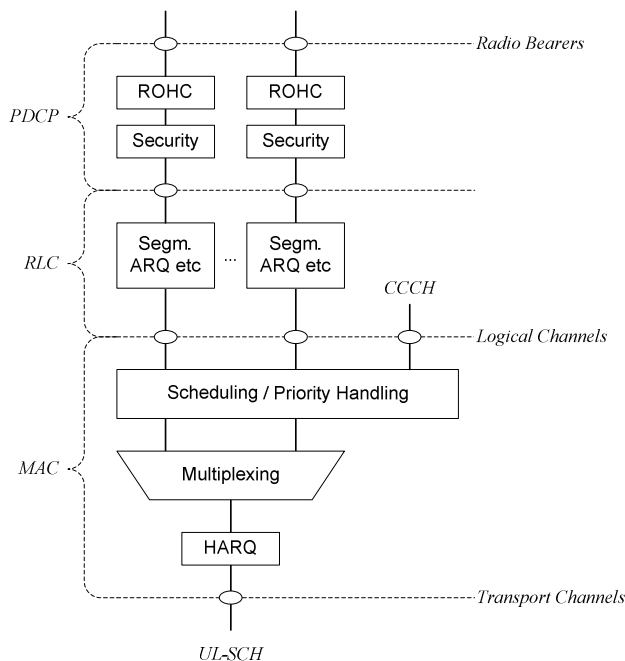 Radio Bearers
ROHC
ROHC
PDCP
Security
Security
Segm.
ARQ etc
...
Segm.
ARQ etc
RLC
CCCH
Logical Channels
Scheduling / Priority Handling
MAC
Multiplexing
HARQ
Transport Channels
UL-SCH